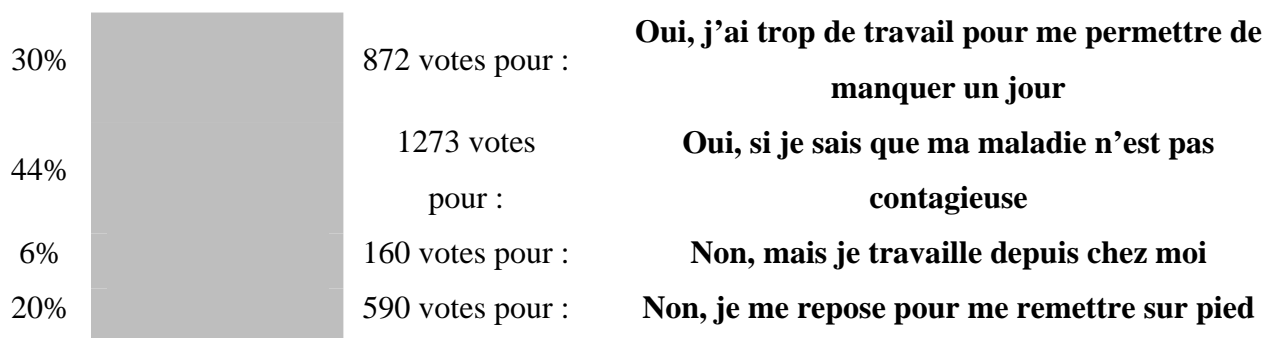 30% 872 votes pour : Oui, j’ai trop de travail pour me permettre de
manquer un jour
44% 1273 votes pour : Oui, si je sais que ma maladie n’est pas
contagieuse
6% 160 votes pour : Non, mais je travaille depuis chez moi
20% 590 votes pour : Non, je me repose pour me remettre sur pied